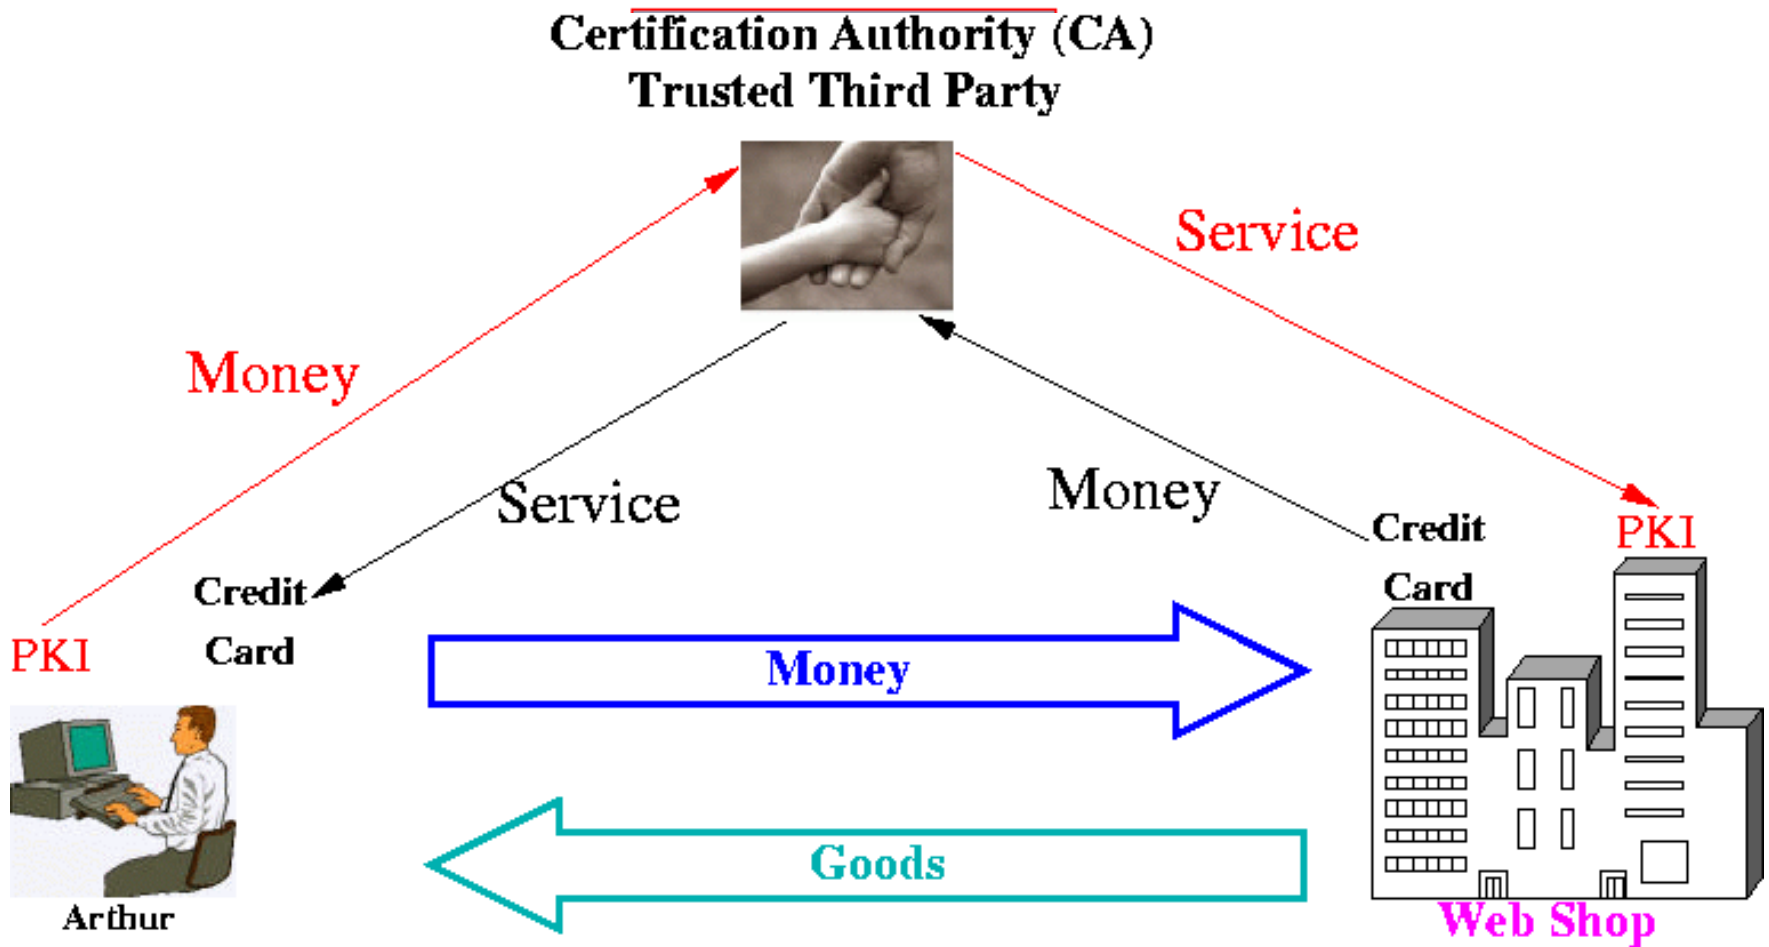 Certification Authority (CA)
Trusted Third Party
Service
Money
Service
Money
Credit
Card
PKI
Credit
Card
PKI
Money
Goods
Arthur
Web Shop